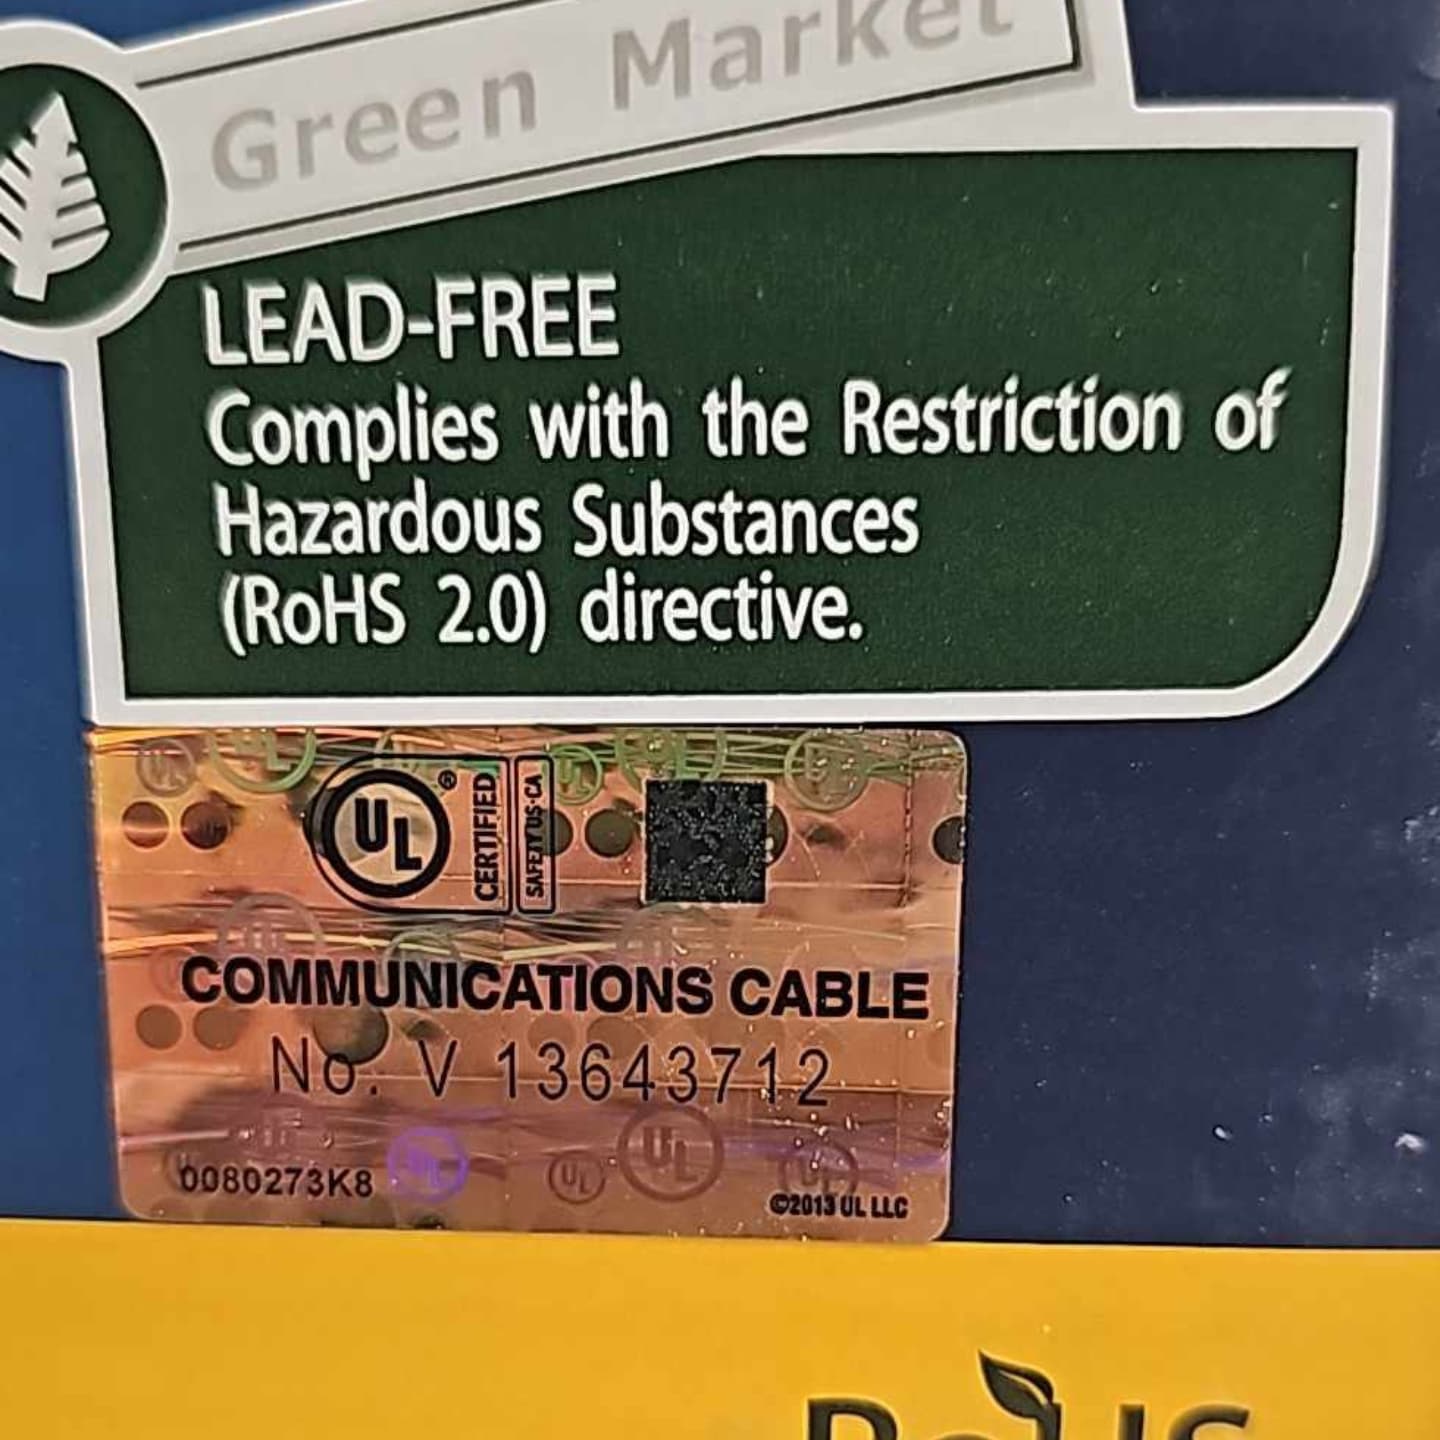 Green Market
LEAD-FREE
Complies with the Restriction of
Hazardous Substances
(RoHS 2.0) directive.
UL ® CERTIFIED SAFETY US·CA
COMMUNICATIONS CABLE
No. V 13643712
0080273K8
©2013 UL LLC
RoHS